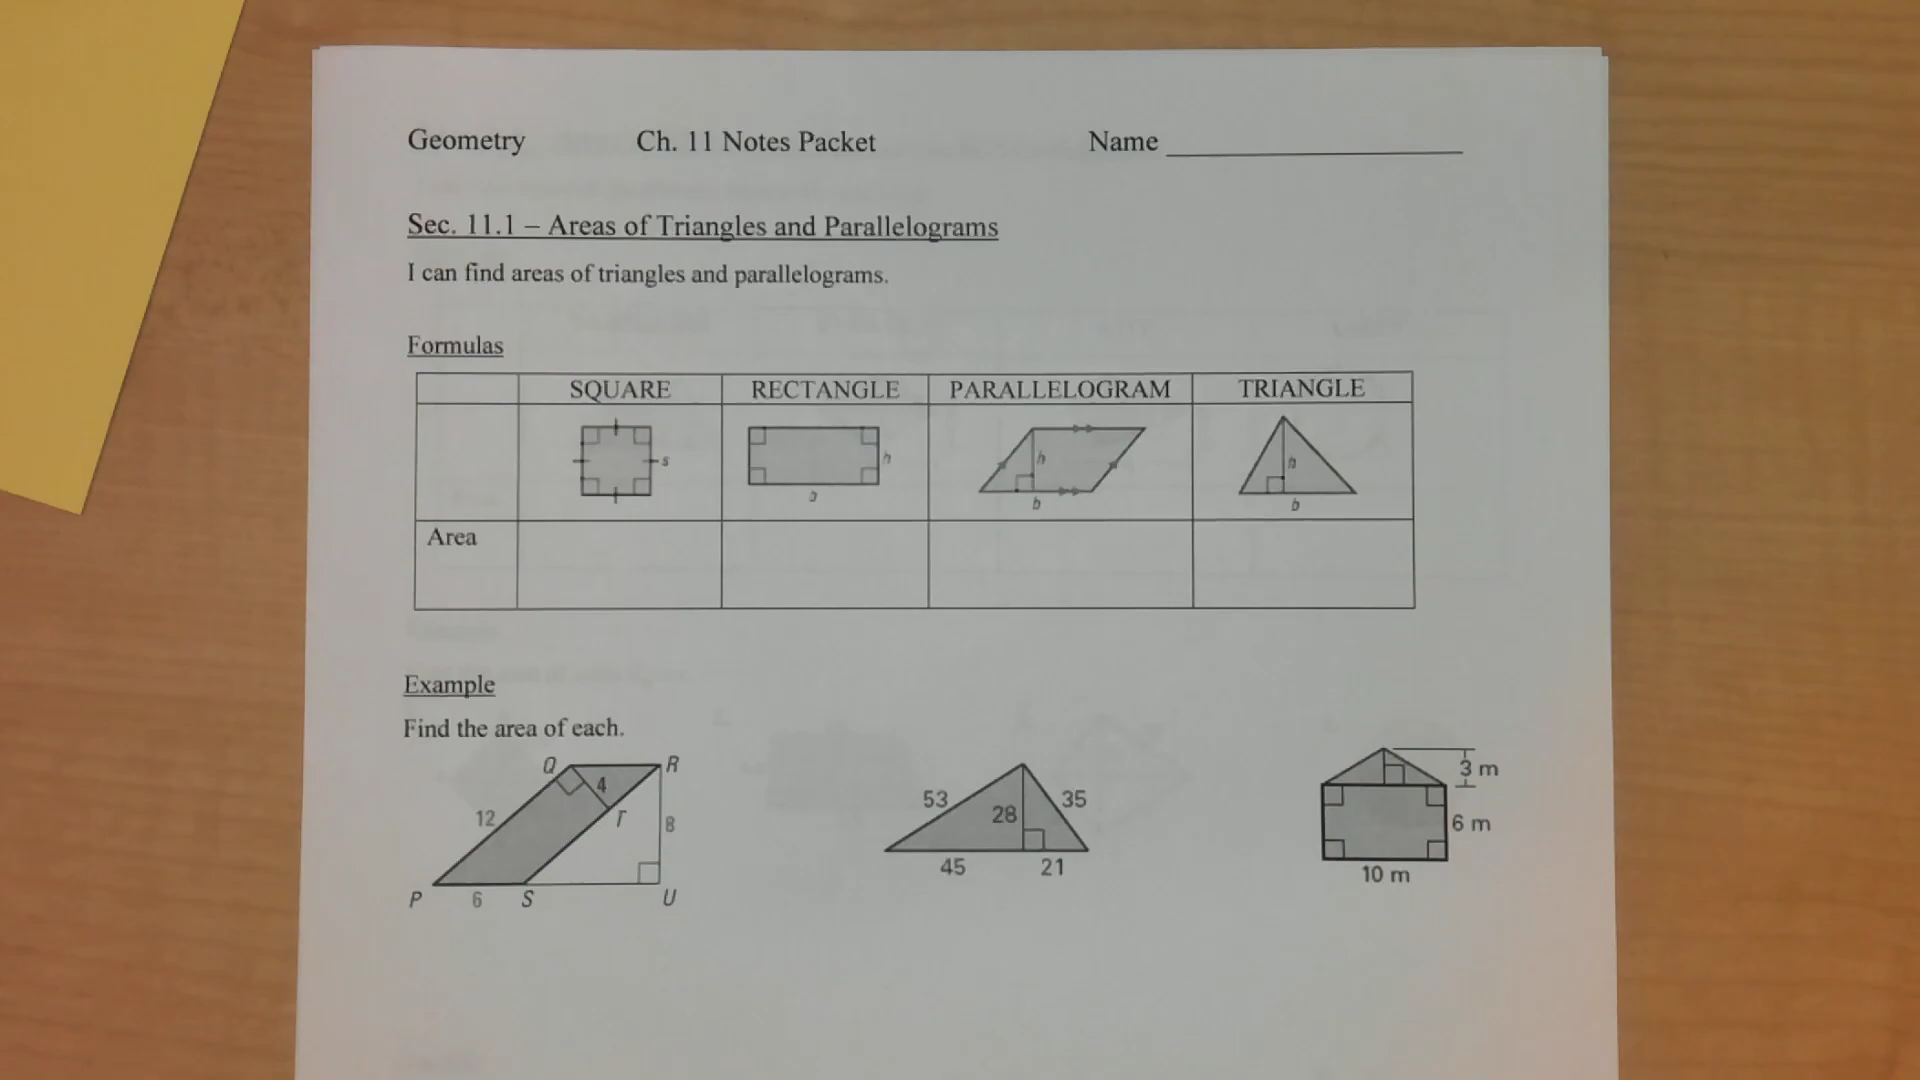 Geometry Ch. 11 Notes Packet Name
Sec. 11.1 – Areas of Triangles and Parallelograms
I can find areas of triangles and parallelograms.
Formulas
SQUARE RECTANGLE PARALLELOGRAM TRIANGLE
s h b h b h b
Area
Example
Find the area of each.
Q R 4 12 T 8 P 6 S U
53 28 35 45 21
3 m 6 m 10 m